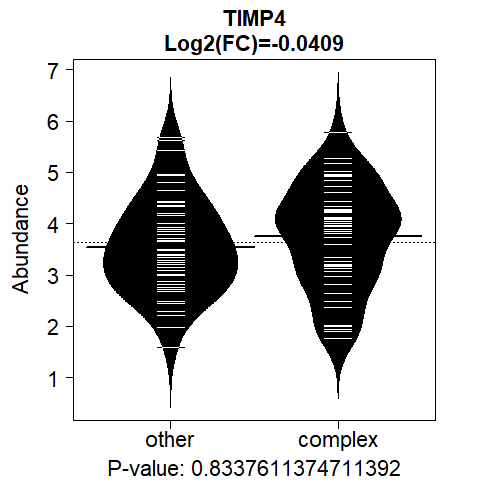 TIMP4
Log2(FC)=-0.0409
Abundance
7
6
5
4
3
2
1
other complex
P-value: 0.8337611374711392